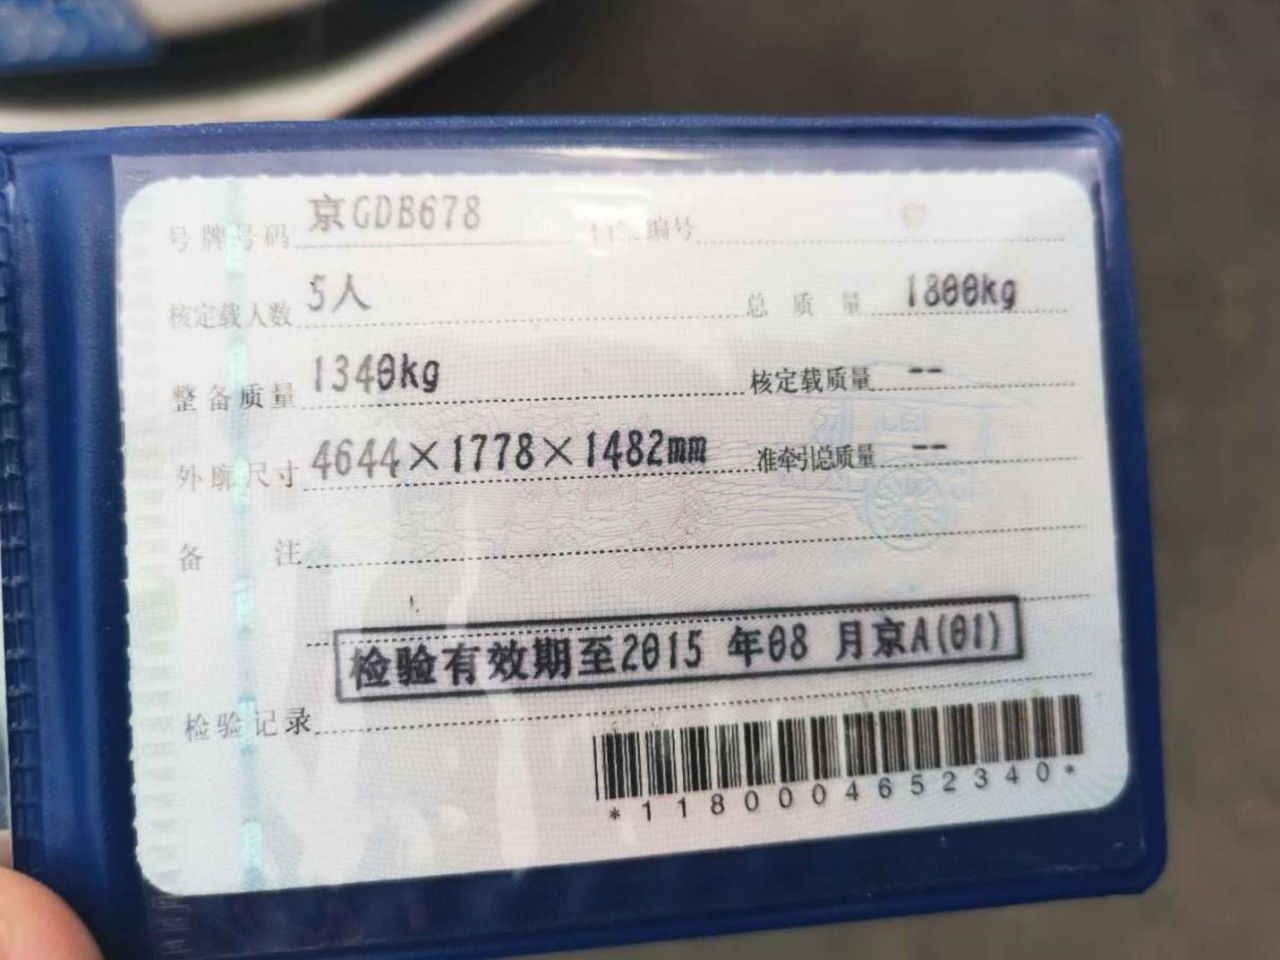 号牌号码 京GDB678 档案编号
核定载人数 5人 总质量 1800kg
整备质量 1340kg 核定载质量 --
外廓尺寸 4644×1778×1482mm 准牵引总质量 --
备注
检验有效期至2015 年08 月京A(01)
检验记录
*1180004652340*